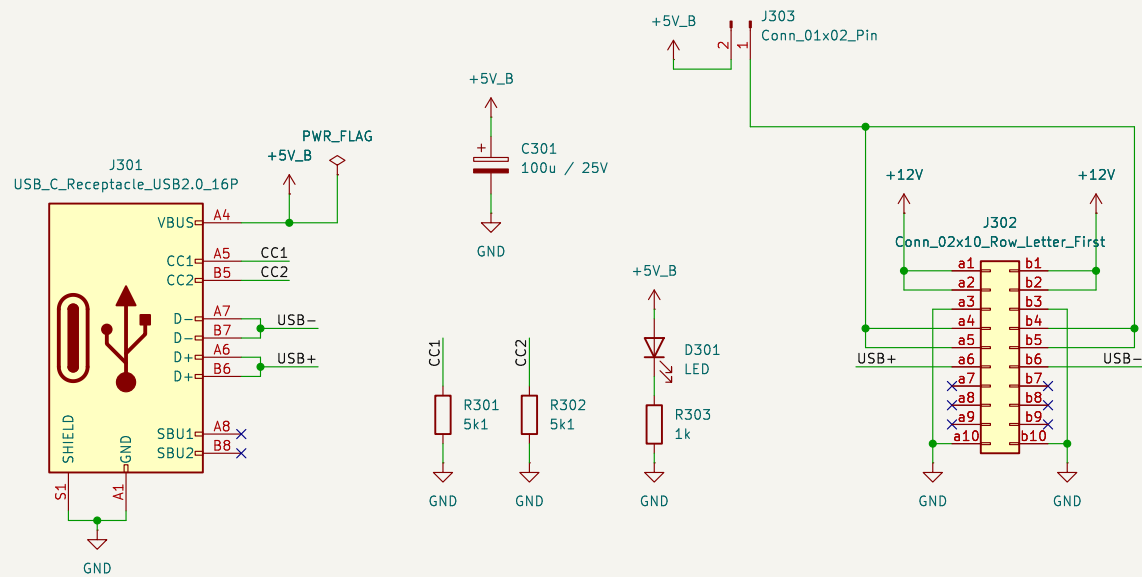 J301
USB_C_Receptacle_USB2.0_16P
PWR_FLAG
+5V_B
VBUS A4
CC1 A5 CC1
CC2 B5 CC2
D- A7
D- B7
USB-
D+ A6
D+ B6
USB+
SBU1 A8
SBU2 B8
SHIELD
GND
S1
A1
GND
+5V_B
+
C301
100u / 25V
GND
CC1
R301
5k1
GND
CC2
R302
5k1
GND
+5V_B
D301
LED
R303
1k
GND
+5V_B
J303
Conn_01x02_Pin
2
1
+12V
+12V
J302
Conn_02x10_Row_Letter_First
a1 b1
a2 b2
a3 b3
a4 b4
a5 b5
USB+ a6 b6 USB-
a7 b7
a8 b8
a9 b9
a10 b10
GND
GND